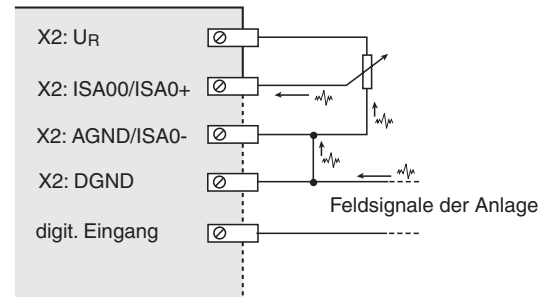 X2: UR
X2: ISA00/ISA0+
X2: AGND/ISA0-
X2: DGND
Feldsignale der Anlage
digit. Eingang